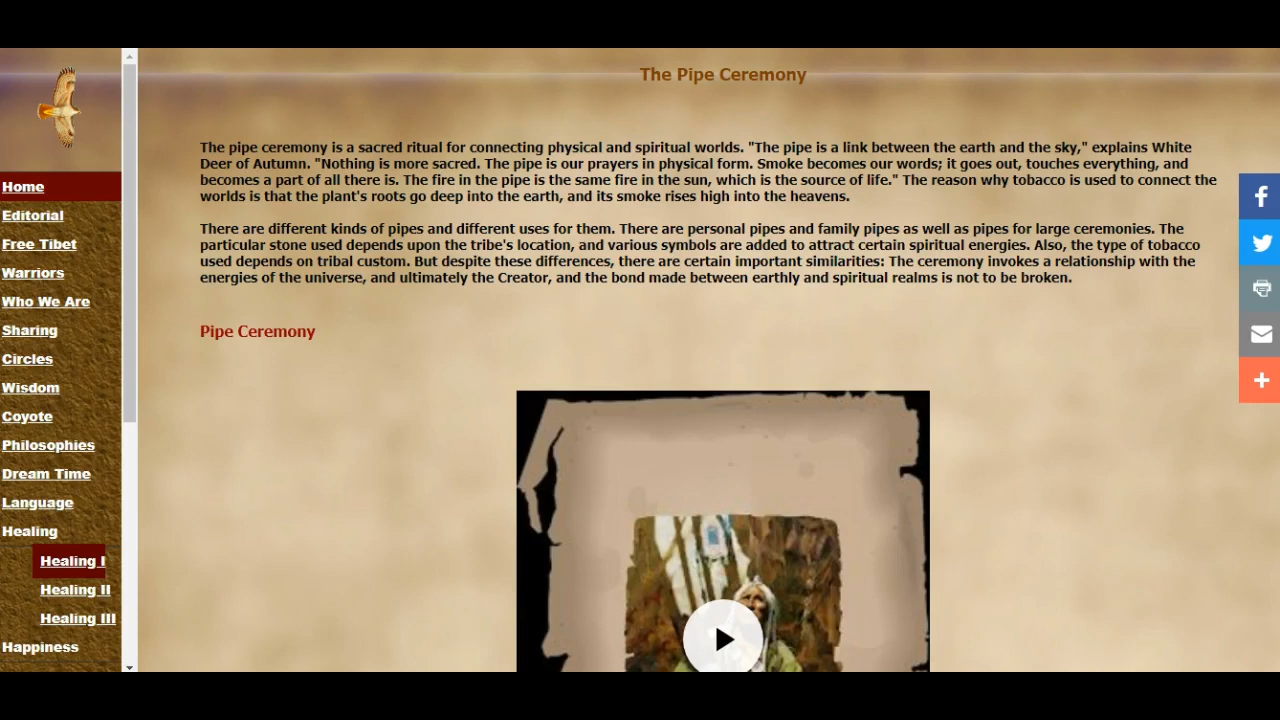 The Pipe Ceremony
The pipe ceremony is a sacred ritual for connecting physical and spiritual worlds. "The pipe is a link between the earth and the sky," explains White
Deer of Autumn. "Nothing is more sacred. The pipe is our prayers in physical form. Smoke becomes our words; it goes out, touches everything, and
becomes a part of all there is. The fire in the pipe is the same fire in the sun, which is the source of life." The reason why tobacco is used to connect the
worlds is that the plant's roots go deep into the earth, and its smoke rises high into the heavens.
There are different kinds of pipes and different uses for them. There are personal pipes and family pipes as well as pipes for large ceremonies. The
particular stone used depends upon the tribe's location, and various symbols are added to attract certain spiritual energies. Also, the type of tobacco
used depends on tribal custom. But despite these differences, there are certain important similarities: The ceremony invokes a relationship with the
energies of the universe, and ultimately the Creator, and the bond made between earthly and spiritual realms is not to be broken.
Pipe Ceremony
Home
Editorial
Free Tibet
Warriors
Who We Are
Sharing
Circles
Wisdom
Coyote
Philosophies
Dream Time
Language
Healing
Healing I
Healing II
Healing III
Happiness